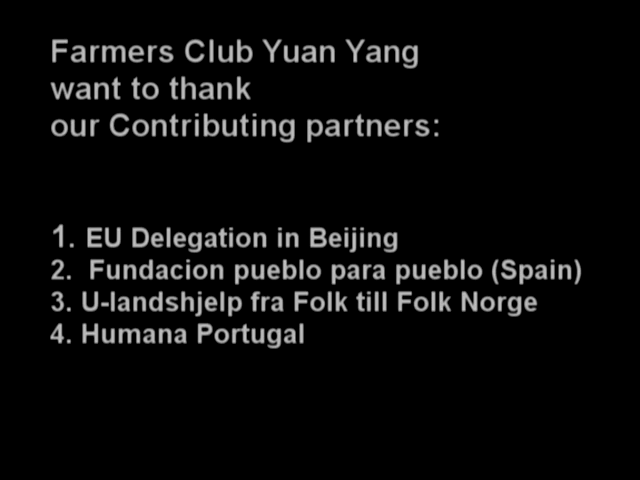 Farmers Club Yuan Yang
want to thank
our Contributing partners:
1. EU Delegation in Beijing
2. Fundacion pueblo para pueblo (Spain)
3. U-landshjelp fra Folk till Folk Norge
4. Humana Portugal